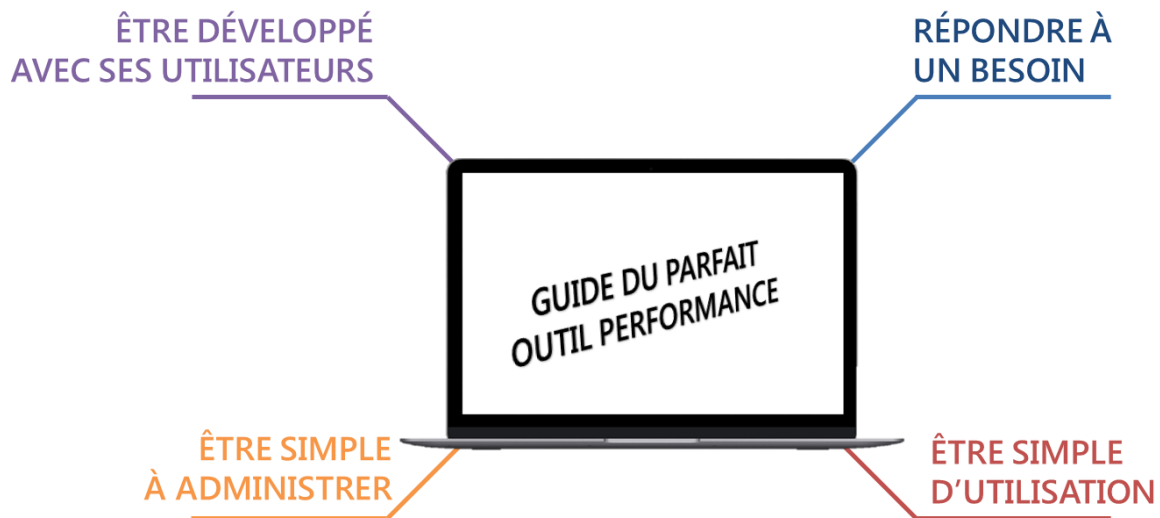 ÊTRE DÉVELOPPÉ
AVEC SES UTILISATEURS
RÉPONDRE À
UN BESOIN
GUIDE DU PARFAIT
OUTIL PERFORMANCE
ÊTRE SIMPLE
À ADMINISTRER
ÊTRE SIMPLE
D'UTILISATION